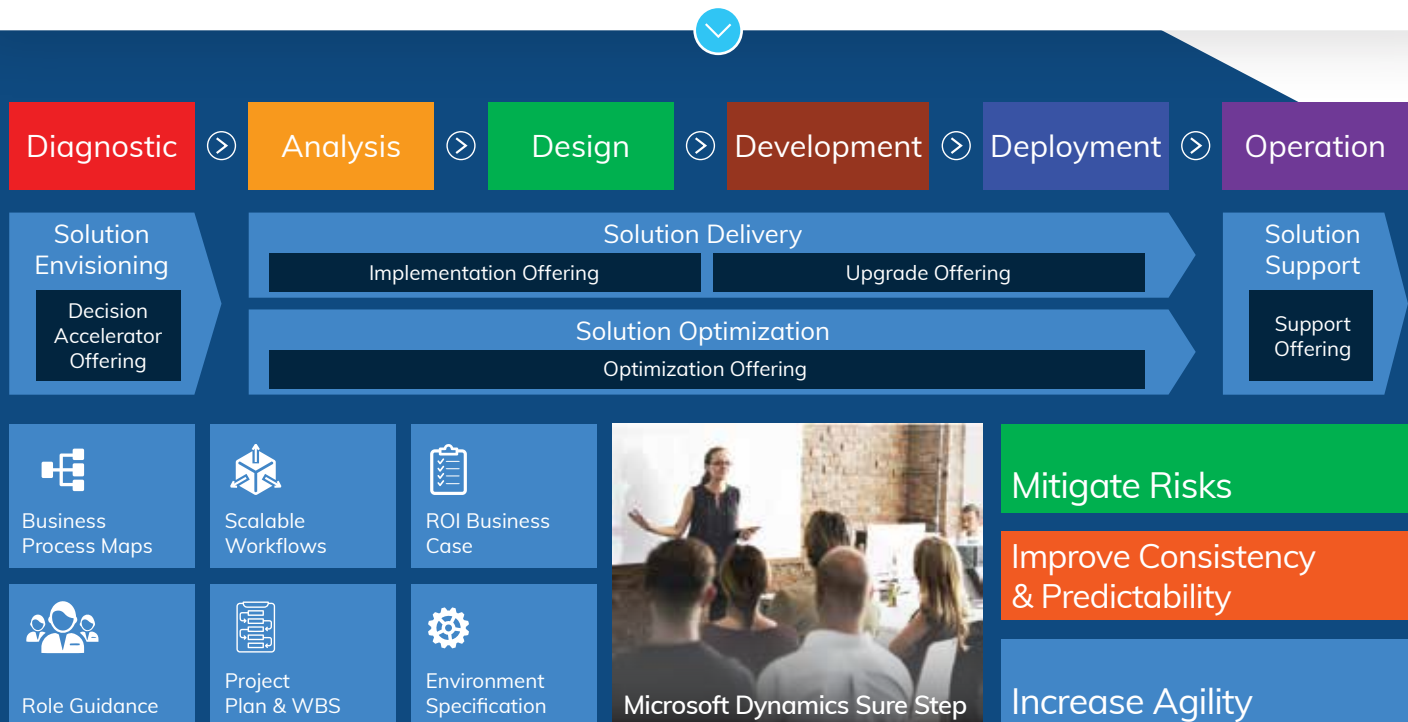 Diagnostic
Analysis
Design
Development
Deployment
Operation
Solution
Envisioning
Decision
Accelerator
Offering
Solution Delivery
Implementation Offering
Upgrade Offering
Solution Optimization
Optimization Offering
Solution
Support
Support
Offering
Business
Process Maps
Scalable
Workflows
ROI Business
Case
Role Guidance
Project
Plan & WBS
Environment
Specification
Microsoft Dynamics Sure Step
Mitigate Risks
Improve Consistency
& Predictability
Increase Agility